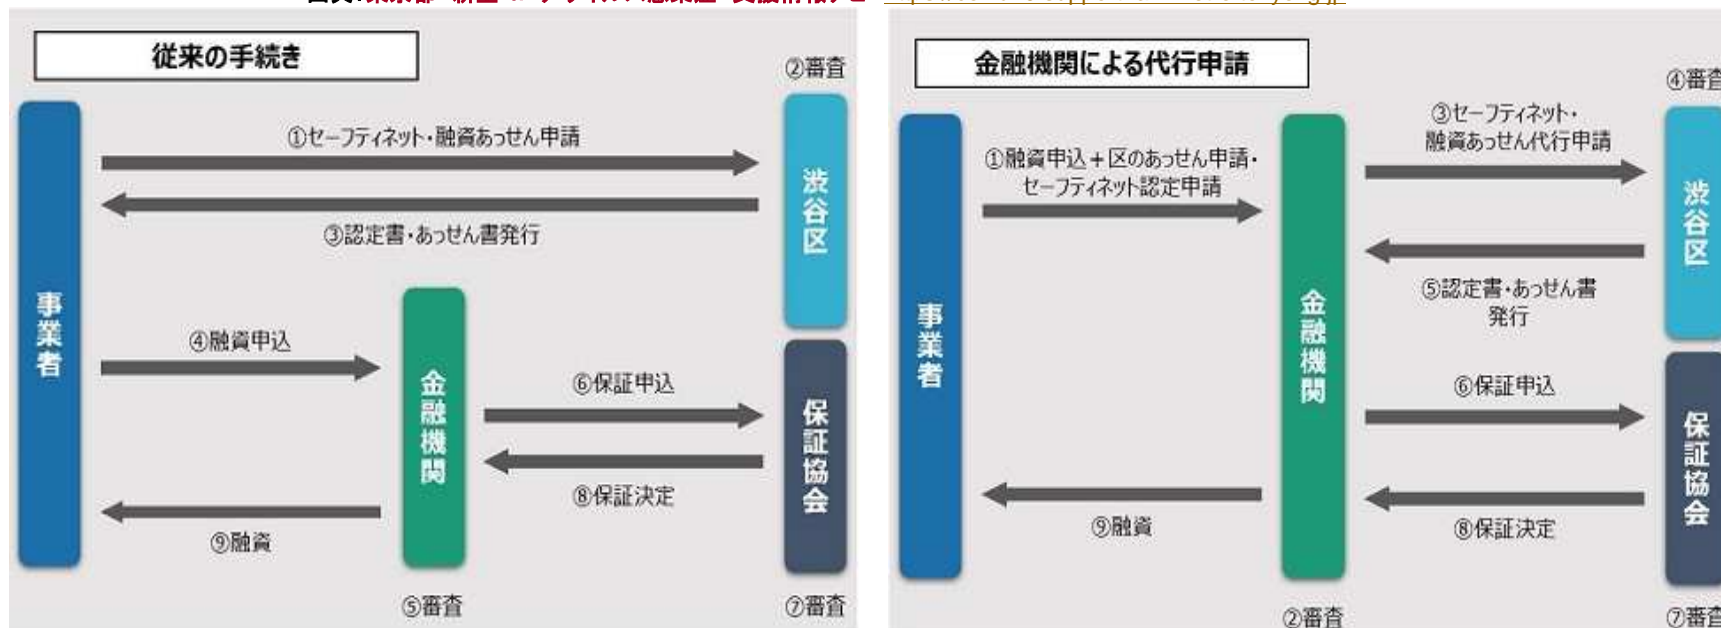 従来の手続き
②審査
①セーフティネット・融資あっせん申請
③認定書・あっせん書発行
渋谷区
事業者
④融資申込
金融機関
⑥保証申込
⑧保証決定
保証協会
⑨融資
⑤審査
⑦審査
金融機関による代行申請
④審査
③セーフティネット・
融資あっせん代行申請
①融資申込+区のあっせん申請・
セーフティネット認定申請
渋谷区
⑤認定書・あっせん書
発行
事業者
金融機関
⑥保証申込
保証協会
⑨融資
⑧保証決定
②審査
⑦審査